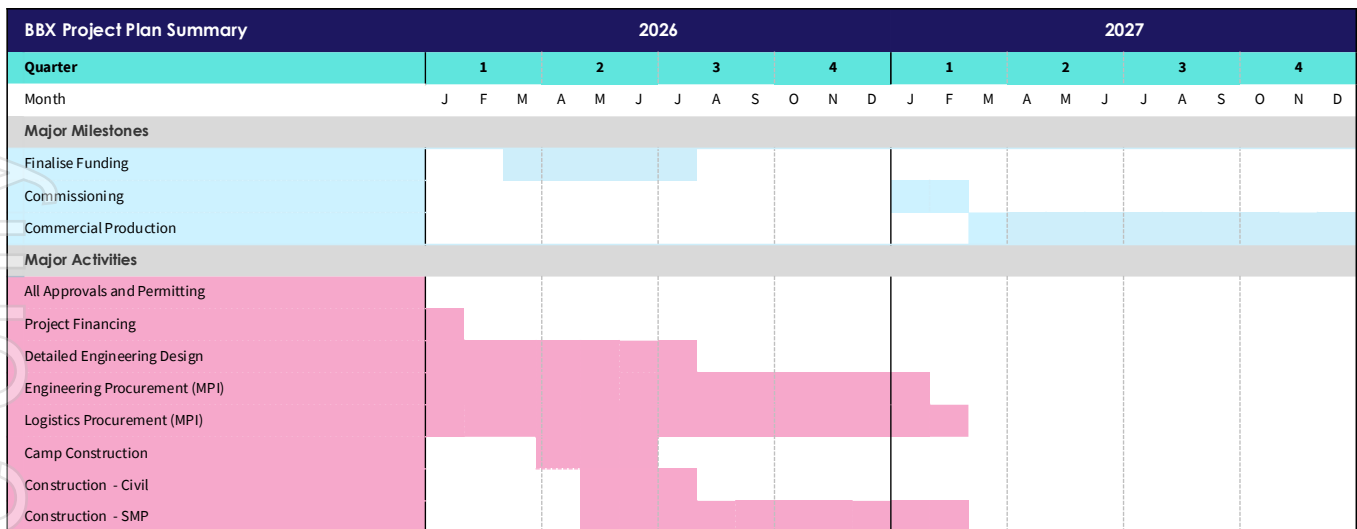 BBX Project Plan Summary 2026 2027
Quarter 1 2 3 4 1 2 3 4
Month J F M A M J J A S O N D J F M A M J J A S O N D
Major Milestones
Finalise Funding
Commissioning
Commercial Production
Major Activities
All Approvals and Permitting
Project Financing
Detailed Engineering Design
Engineering Procurement (MPI)
Logistics Procurement (MPI)
Camp Construction
Construction - Civil
Construction - SMP